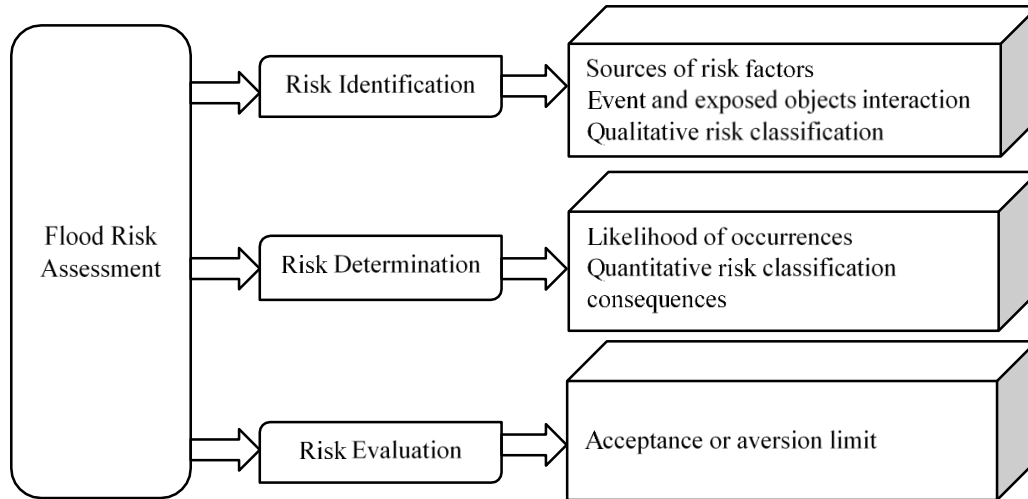 Flood Risk
Assessment
Risk Identification
Sources of risk factors
Event and exposed objects interaction
Qualitative risk classification
Risk Determination
Likelihood of occurrences
Quantitative risk classification
consequences
Risk Evaluation
Acceptance or aversion limit